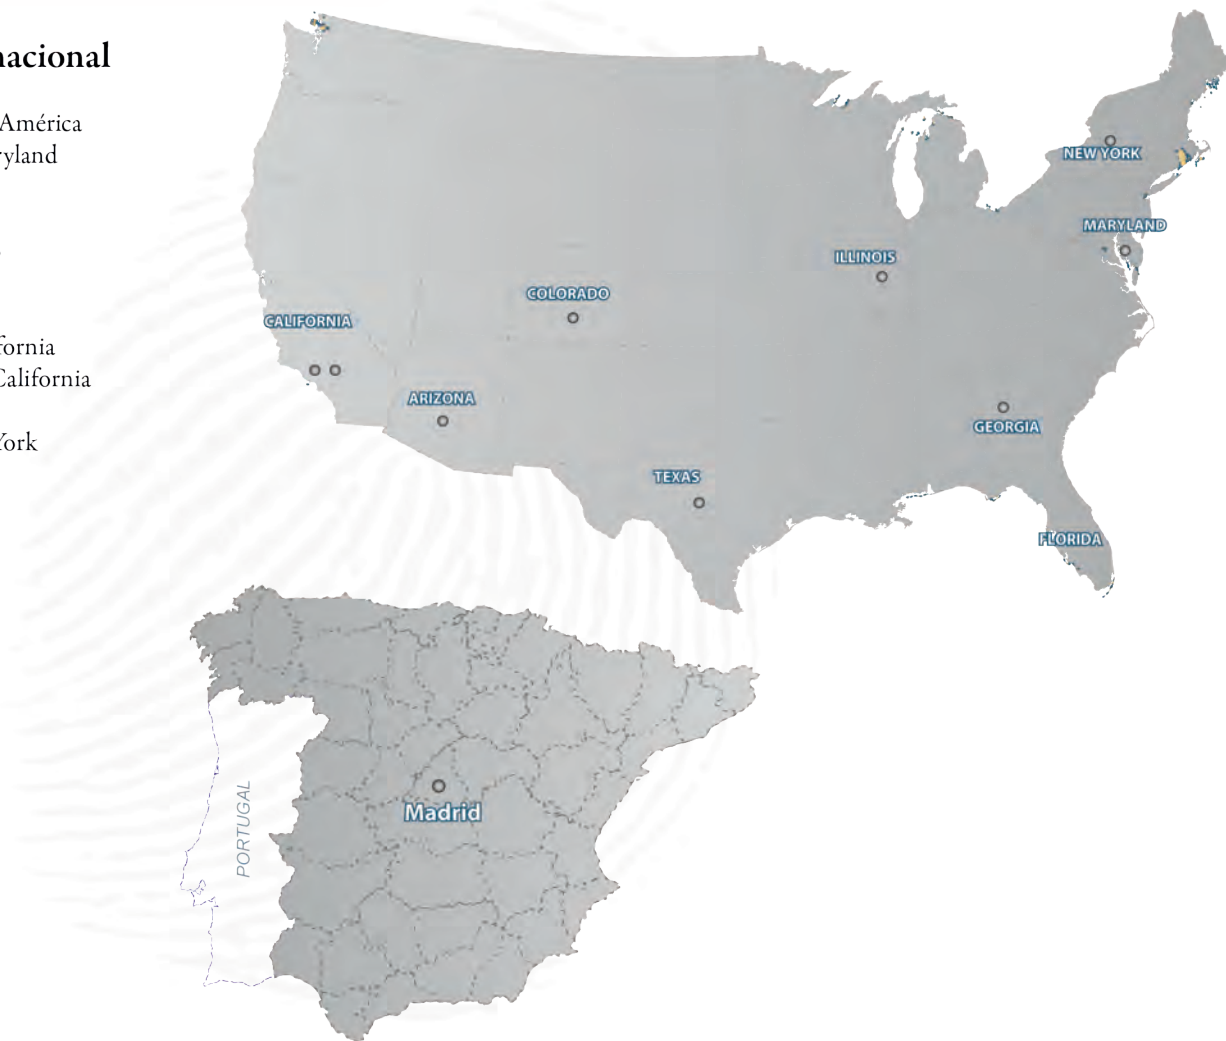 nacional
América
ryland
fornia
California
York
NEW YORK
MARYLAND
ILLINOIS
COLORADO
CALIFORNIA
ARIZONA
GEORGIA
TEXAS
FLORIDA
PORTUGAL
Madrid